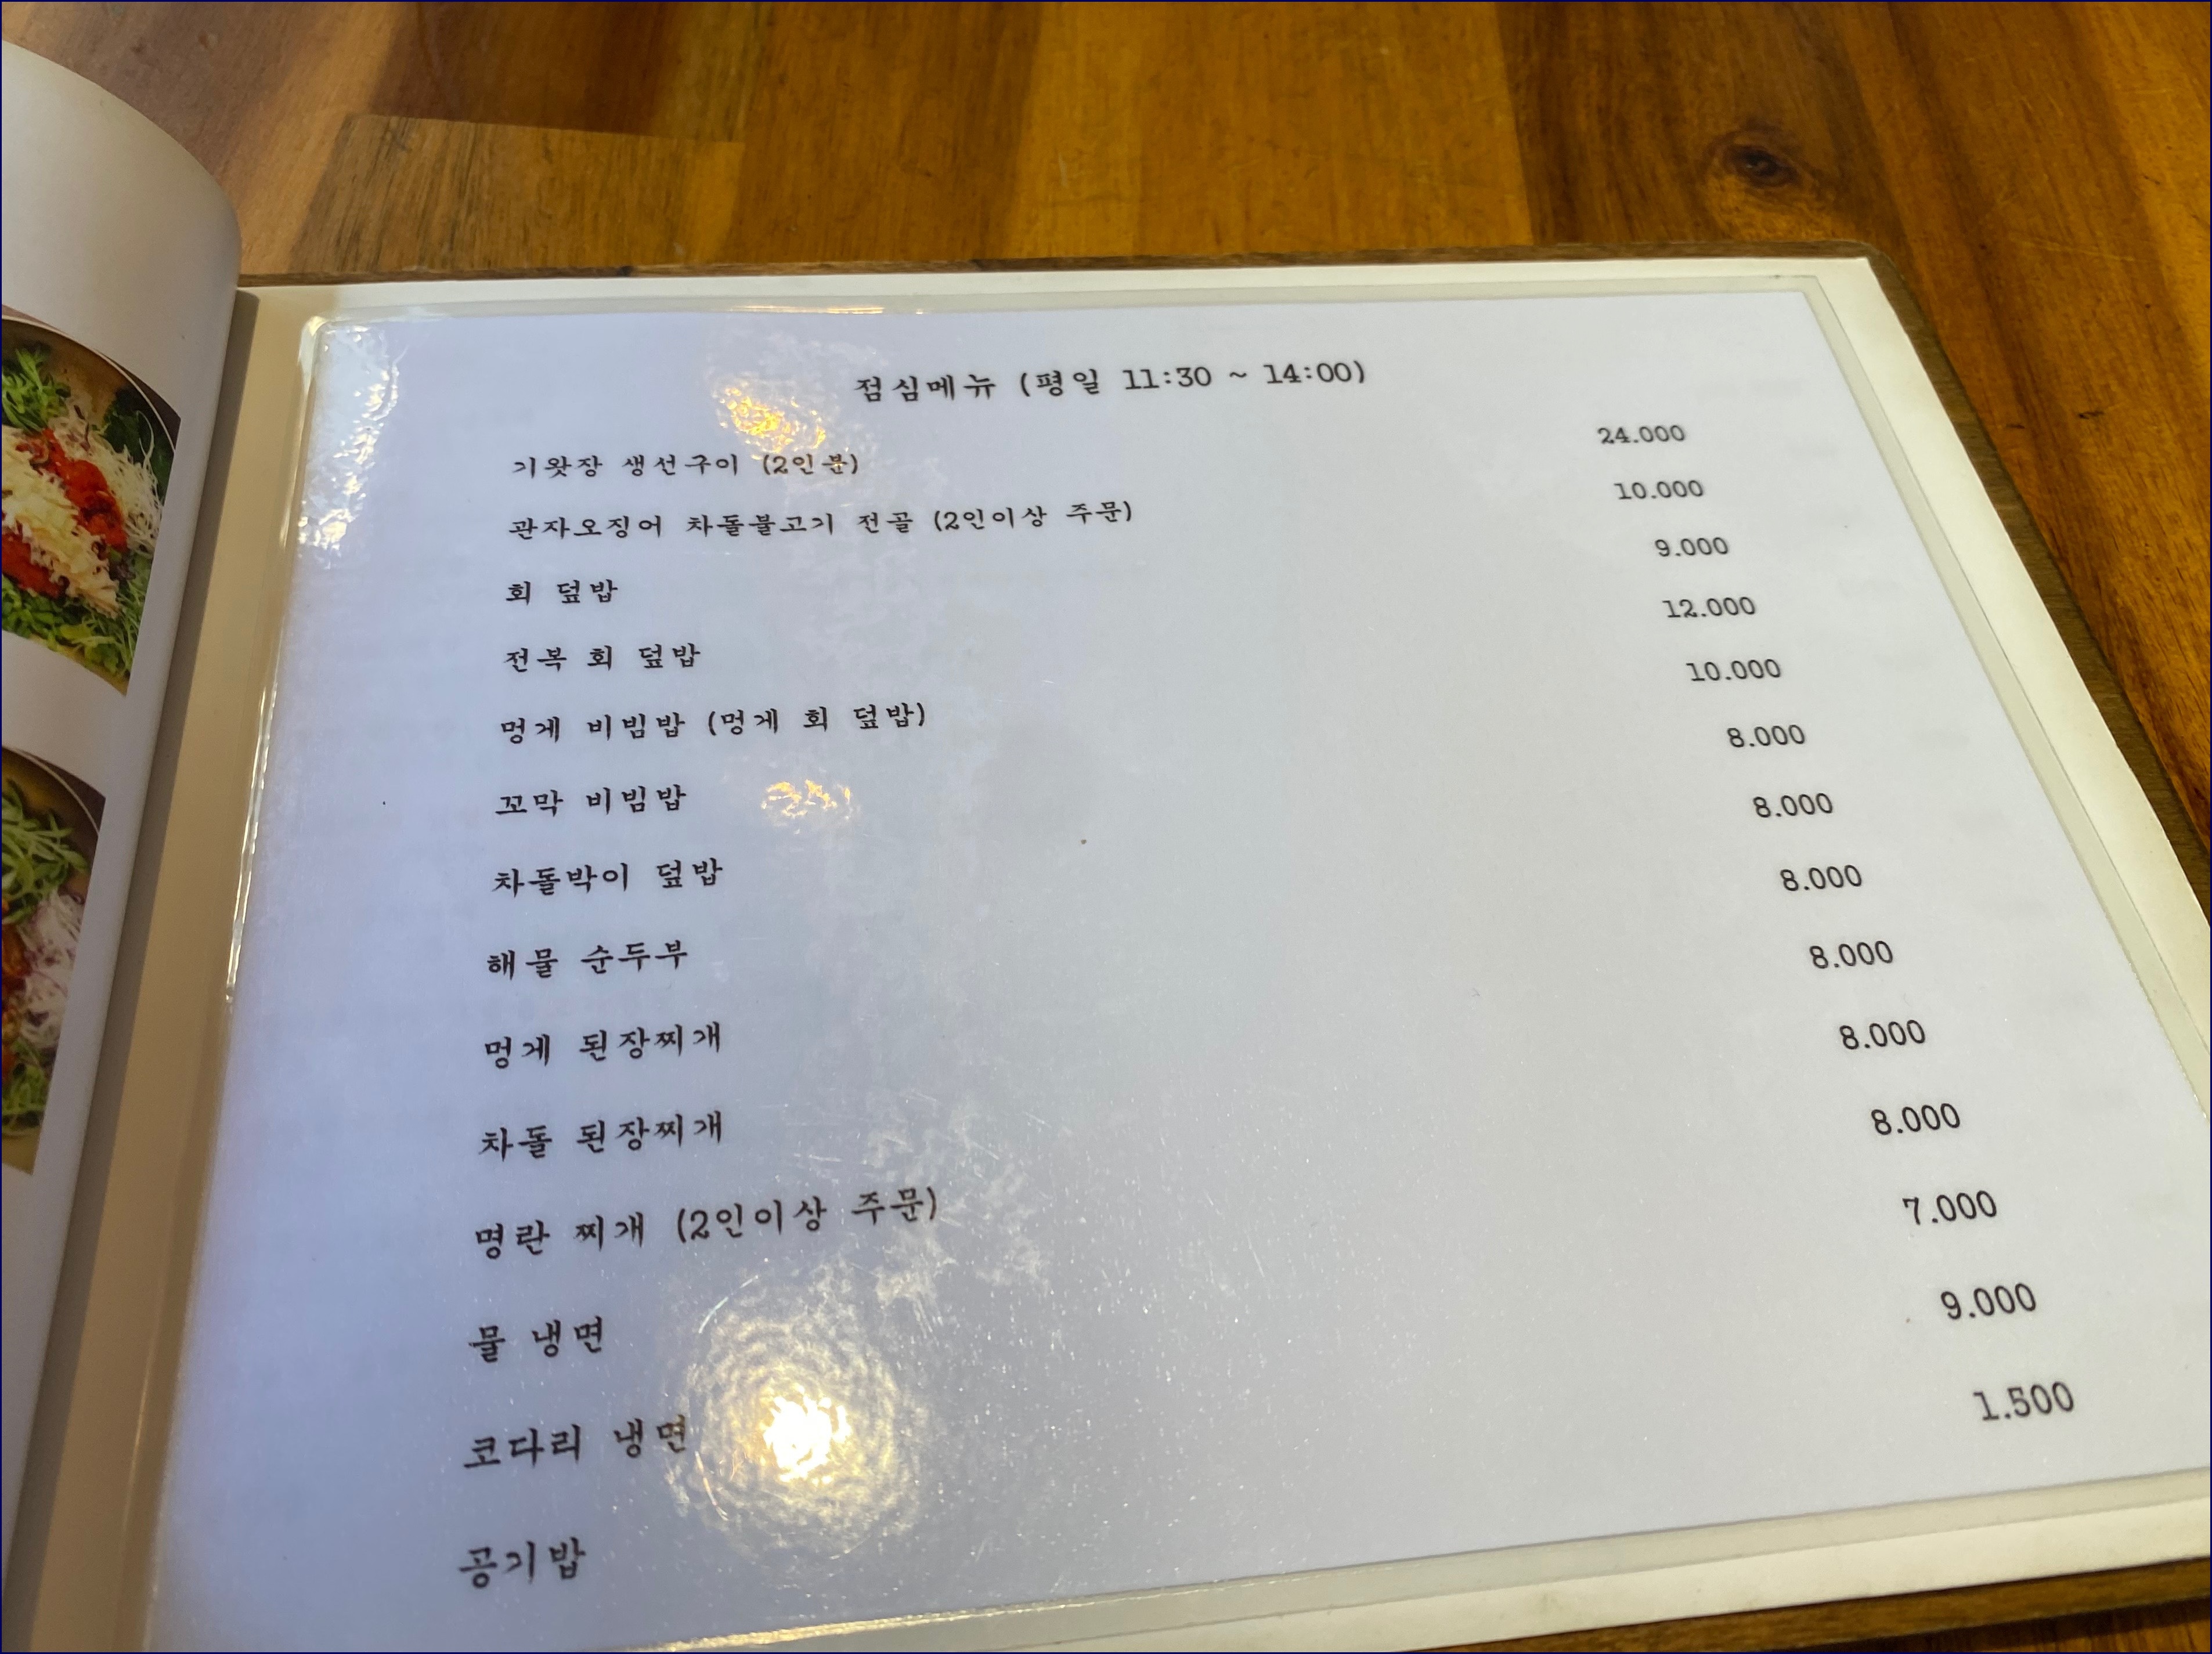 점심메뉴 (평일 11:30 ~ 14:00)
기왓장 생선구이 (2인분) 24.000
관자오징어 차돌불고기 전골 (2인이상 주문) 10.000
회 덮밥 9.000
전복 회 덮밥 12.000
멍게 비빔밥 (멍게 회 덮밥) 10.000
꼬막 비빔밥 8.000
차돌박이 덮밥 8.000
해물 순두부 8.000
멍게 된장찌개 8.000
차돌 된장찌개 8.000
명란 찌개 (2인이상 주문) 8.000
물 냉면 7.000
코다리 냉면 9.000
공기밥 1.500